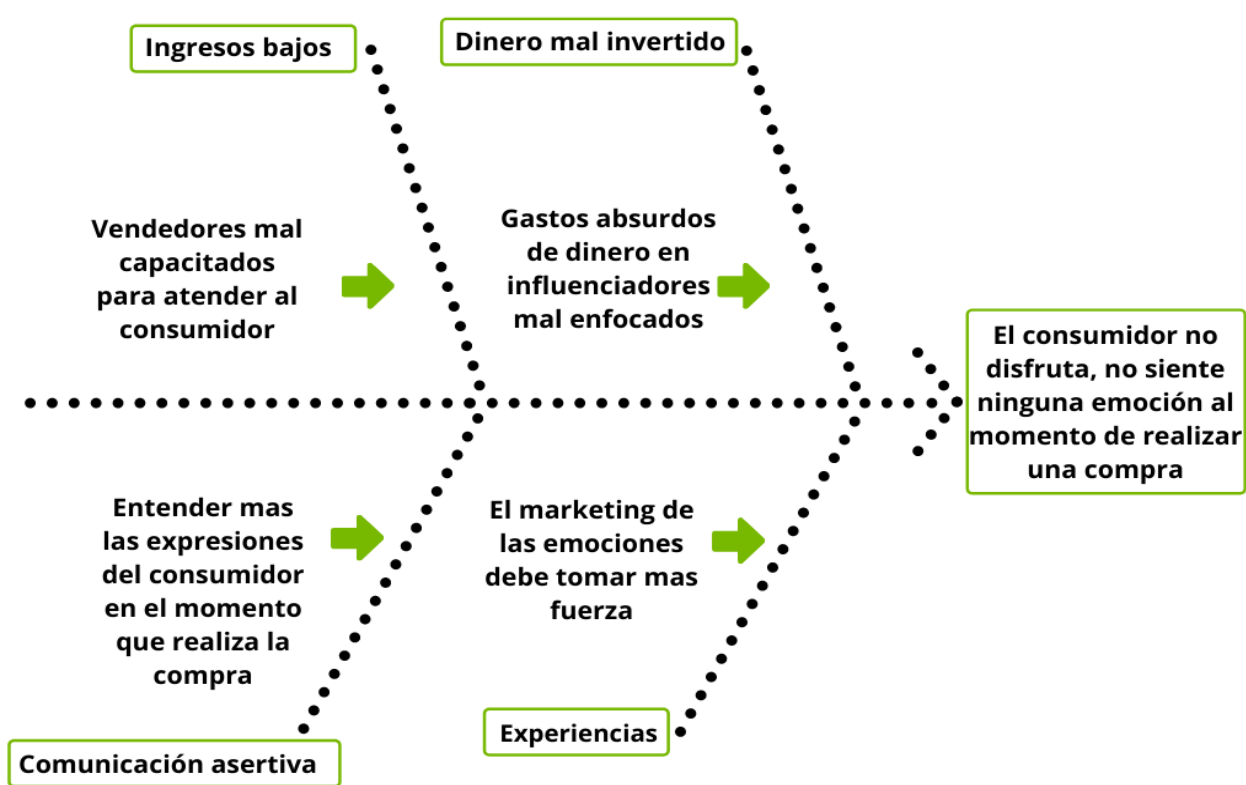 Ingresos bajos
Dinero mal invertido
Vendedores mal
capacitados
para atender al
consumidor
Gastos absurdos
de dinero en
influenciadores
mal enfocados
El consumidor no
disfruta, no siente
ninguna emoción al
momento de realizar
una compra
Entender mas
las expresiones
del consumidor
en el momento
que realiza la
compra
El marketing de
las emociones
debe tomar mas
fuerza
Comunicación asertiva
Experiencias